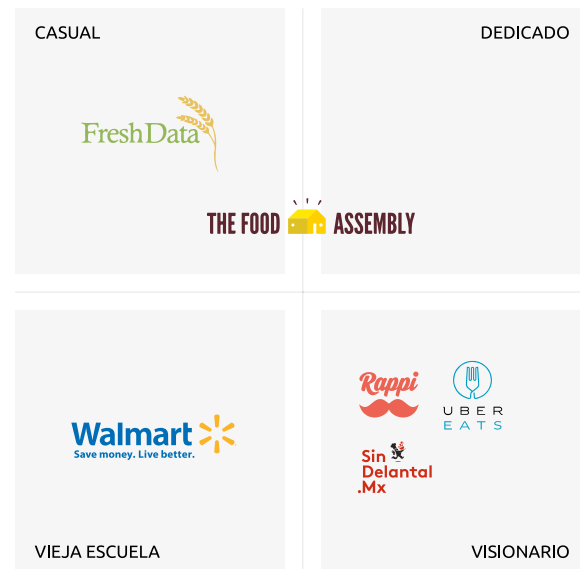 CASUAL
DEDICADO
FreshData
THE FOOD ASSEMBLY
Rappi
UBER
EATS
Walmart
Save money. Live better.
Sin
Delantal
.Mx
VIEJA ESCUELA
VISIONARIO